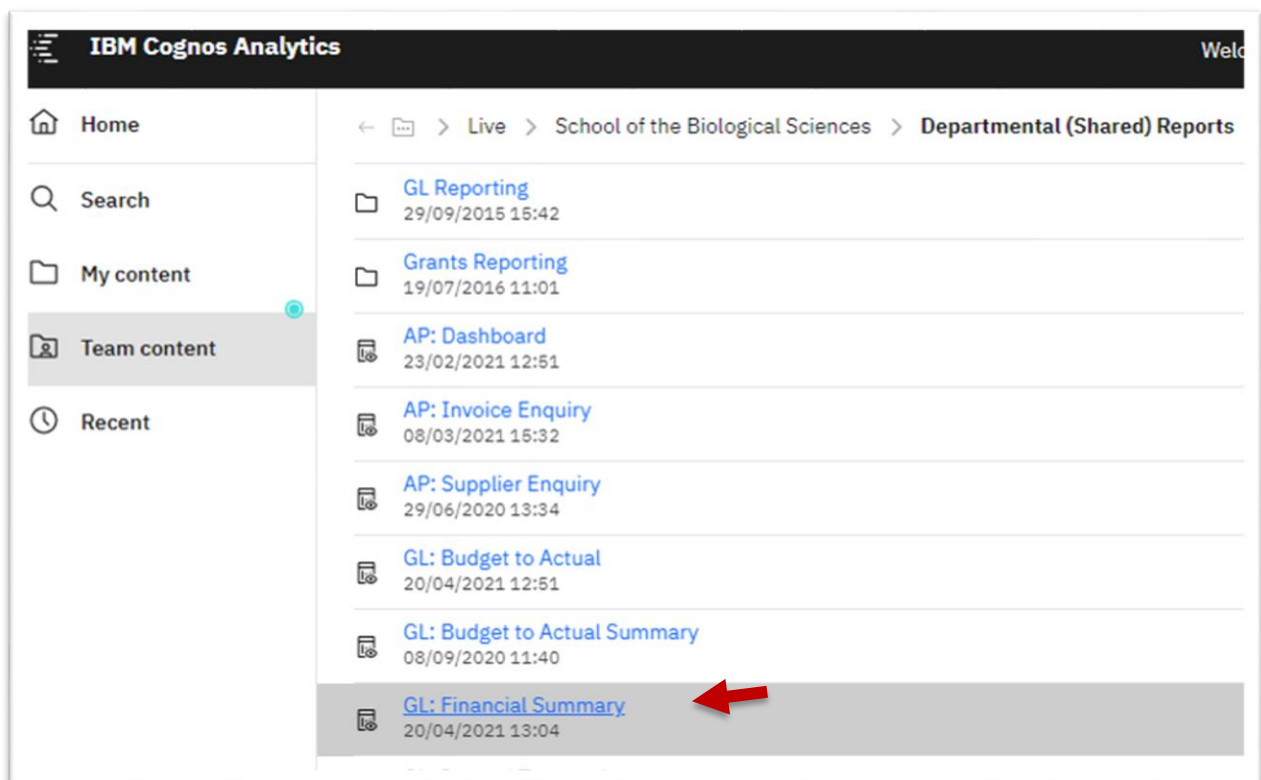 IBM Cognos Analytics
Home
Search
My content
Team content
Recent
Live > School of the Biological Sciences > Departmental (Shared) Reports
GL Reporting
29/09/2015 15:42
Grants Reporting
19/07/2016 11:01
AP: Dashboard
23/02/2021 12:51
AP: Invoice Enquiry
08/03/2021 15:32
AP: Supplier Enquiry
29/06/2020 13:34
GL: Budget to Actual
20/04/2021 12:51
GL: Budget to Actual Summary
08/09/2020 11:40
GL: Financial Summary
20/04/2021 13:04